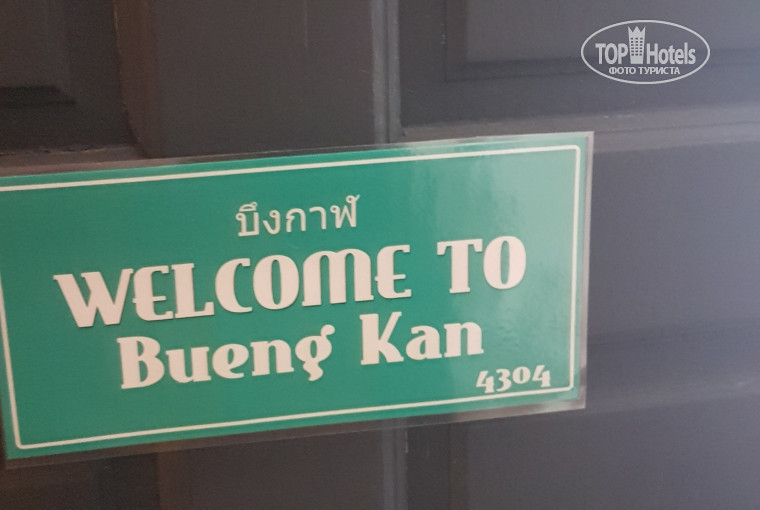 TOP Hotels
ФОТО ТУРИСТА
บึงกาฬ
WELCOME TO
Bueng Kan
4304